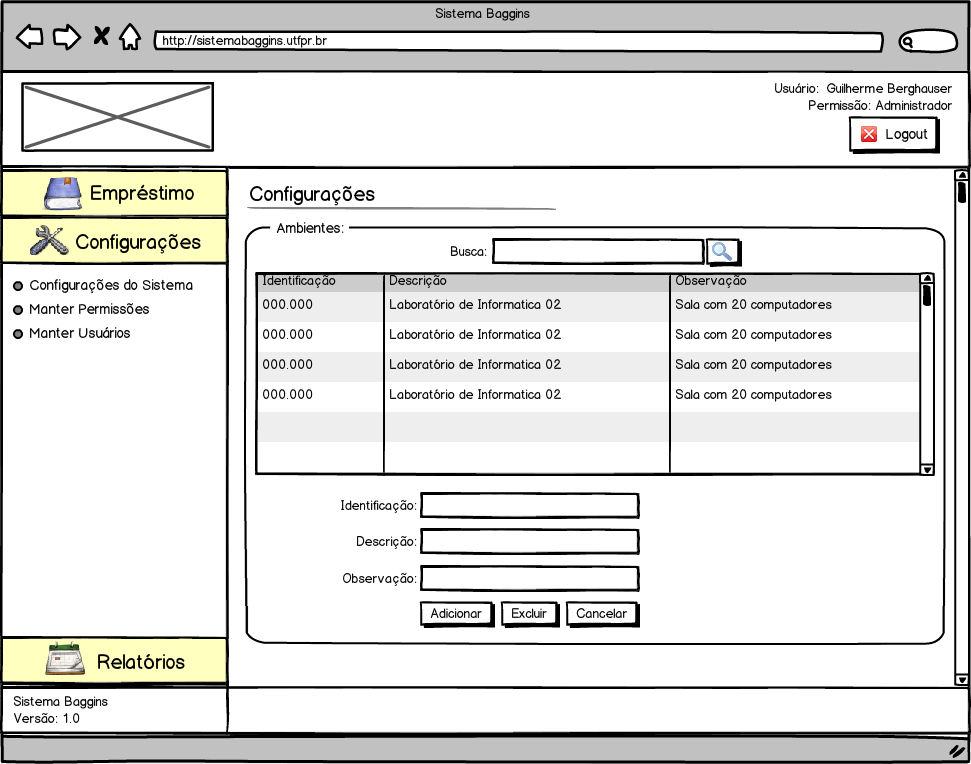 Sistema Baggins
http://sistemabaggins.utfpr.br
Usuário: Guilherme Berghauser
Permissão: Administrador
Logout
Empréstimo
Configurações
Configurações do Sistema
Manter Permissões
Manter Usuários
Relatórios
Sistema Baggins
Versão: 1.0
Configurações
Ambientes:
Busca:
Identificação Descrição Observação
000.000 Laboratório de Informatica 02 Sala com 20 computadores
000.000 Laboratório de Informatica 02 Sala com 20 computadores
000.000 Laboratório de Informatica 02 Sala com 20 computadores
000.000 Laboratório de Informatica 02 Sala com 20 computadores
Identificação:
Descrição:
Observação:
Adicionar Excluir Cancelar